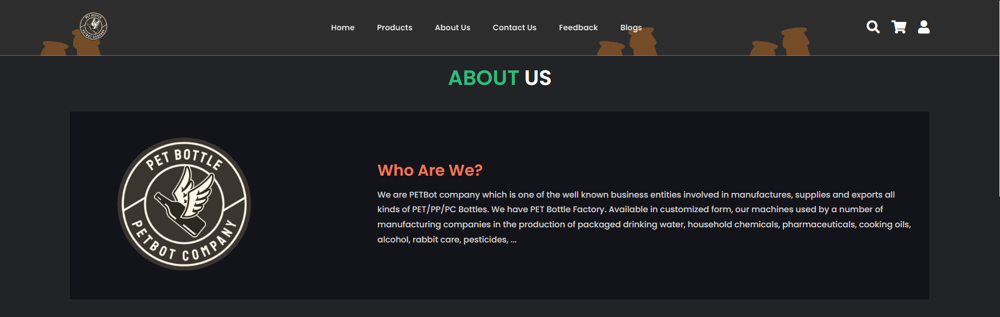 PET BOTTLE
PETBOT COMPANY
Home Products About Us Contact Us Feedback Blogs
ABOUT US
PET BOTTLE
PETBOT COMPANY
Who Are We?
We are PETBot company which is one of the well known business entities involved in manufactures, supplies and exports all
kinds of PET/PP/PC Bottles. We have PET Bottle Factory. Available in customized form, our machines used by a number of
manufacturing companies in the production of packaged drinking water, household chemicals, pharmaceuticals, cooking oils,
alcohol, rabbit care, pesticides, ...